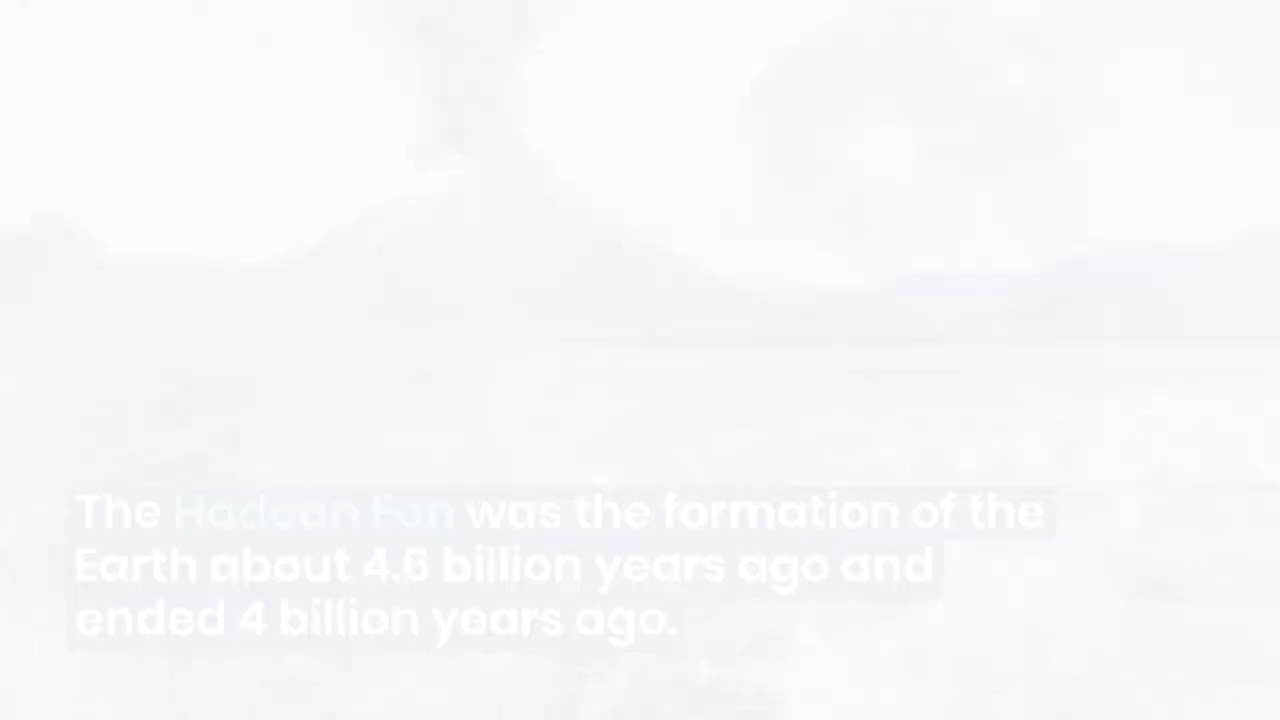 The Hadean Eon was the formation of the
Earth about 4.6 billion years ago and
ended 4 billion years ago.